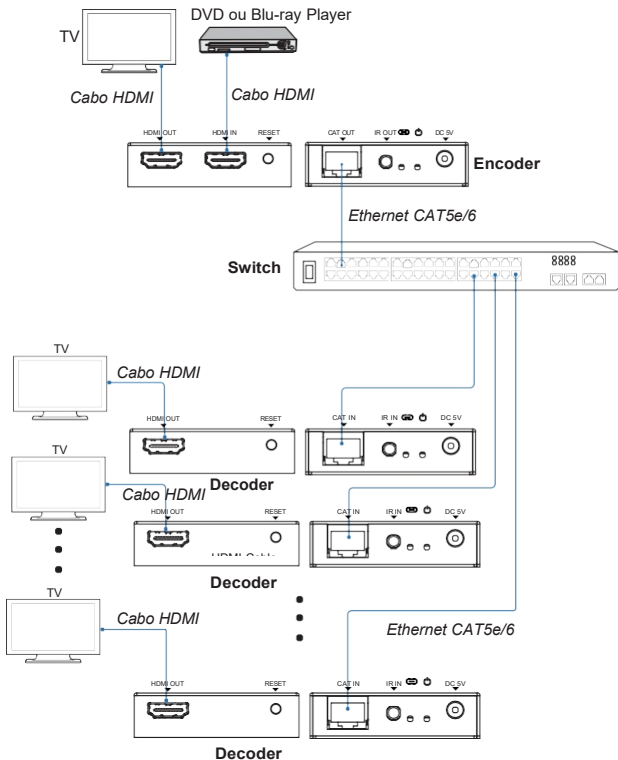 DVD ou Blu-ray Player
TV
Cabo HDMI
Cabo HDMI
HDMI OUT HDMI IN RESET CAT OUT IR OUT DC 5V
Encoder
Ethernet CAT5e/6
Switch
8888
TV
Cabo HDMI
HDMI OUT RESET CAT IN IR IN DC 5V
Decoder
TV
Cabo HDMI
HDMI OUT RESET CAT IN IR IN DC 5V
HDMI Cable
Decoder
TV
Cabo HDMI
Ethernet CAT5e/6
HDMI OUT RESET CAT IN IR IN DC 5V
Decoder